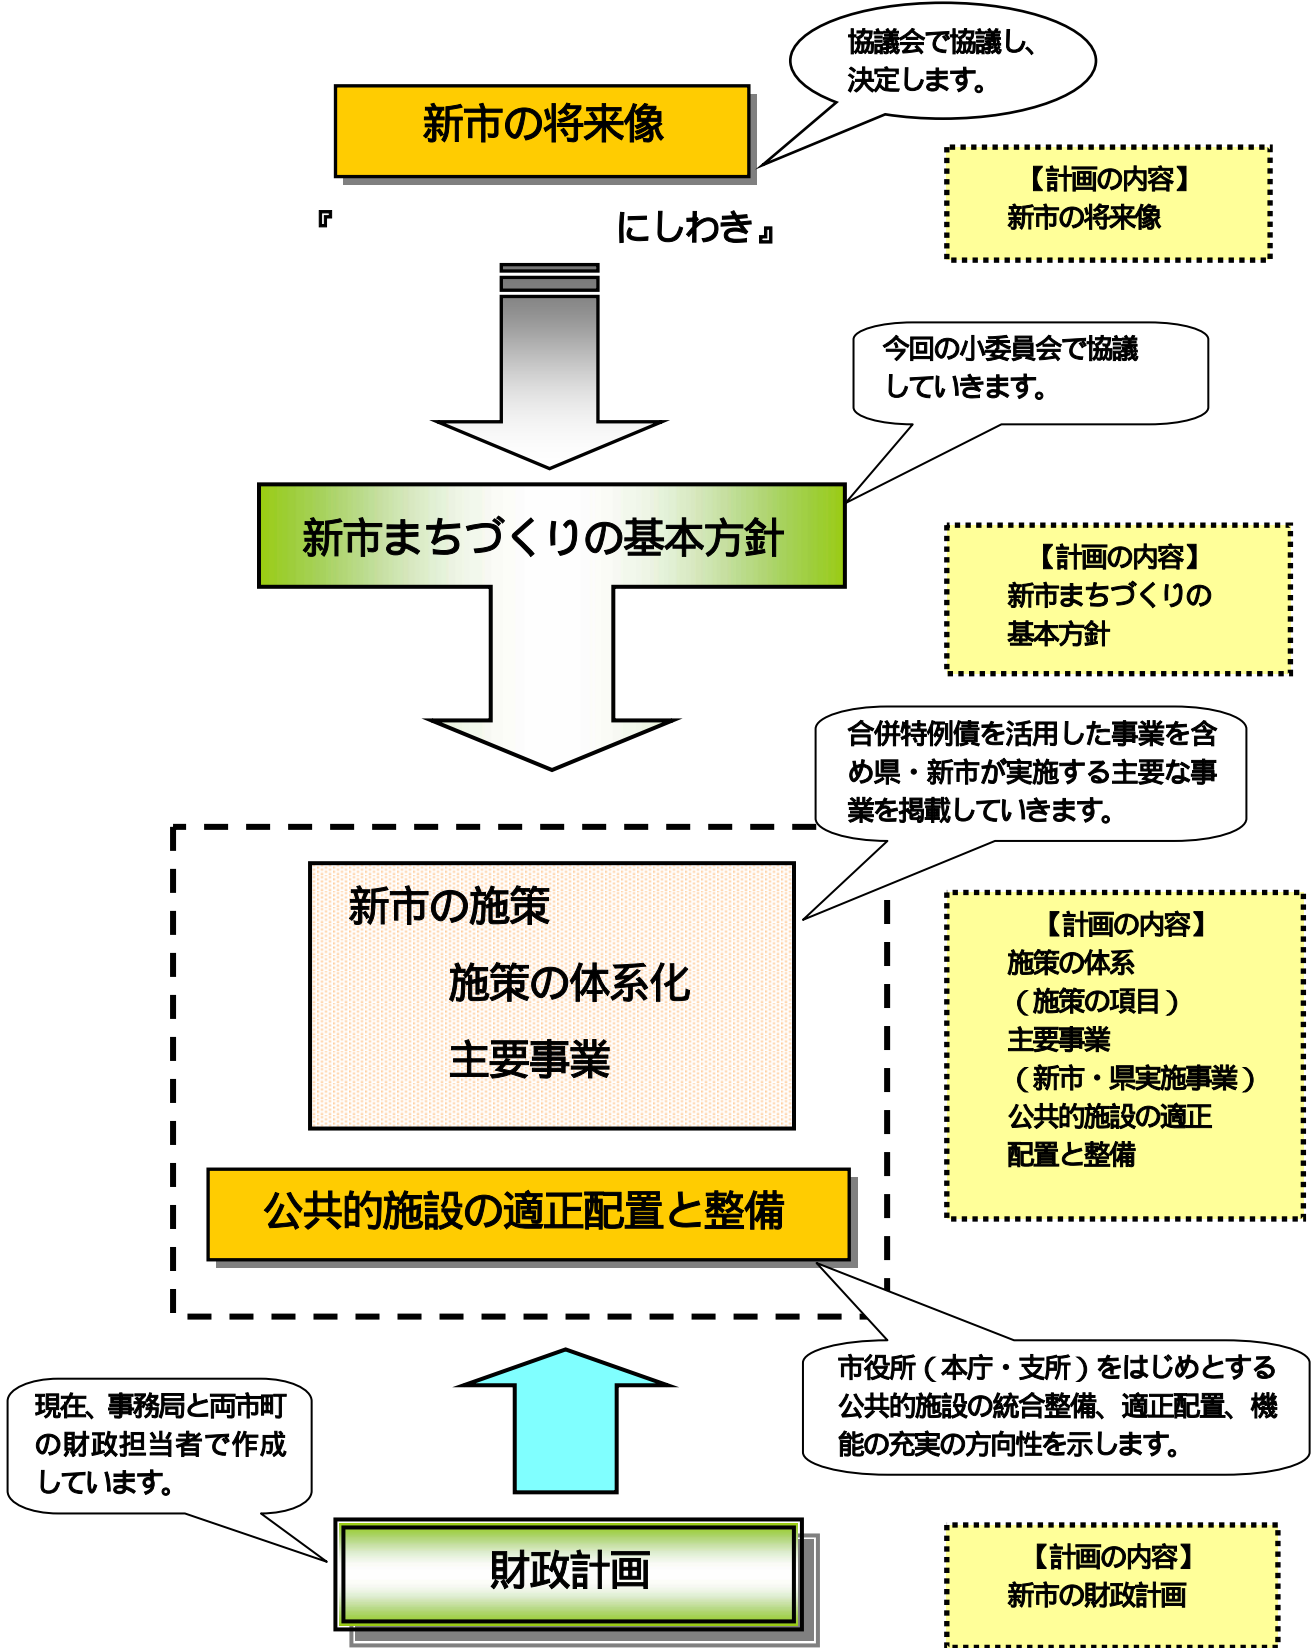 協議会で協議し、
決定します。
新市の将来像
【計画の内容】
新市の将来像
『　　　　　　　にしわき』
今回の小委員会で協議
していきます。
新市まちづくりの基本方針
【計画の内容】
新市まちづくりの
基本方針
合併特例債を活用した事業を含
め県・新市が実施する主要な事
業を掲載していきます。
新市の施策
施策の体系化
主要事業
【計画の内容】
施策の体系
（施策の項目）
主要事業
（新市・県実施事業）
公共的施設の適正
配置と整備
公共的施設の適正配置と整備
市役所（本庁・支所）をはじめとする
公共的施設の統合整備、適正配置、機
能の充実の方向性を示します。
現在、事務局と両市町
の財政担当者で作成
しています。
財政計画
【計画の内容】
新市の財政計画